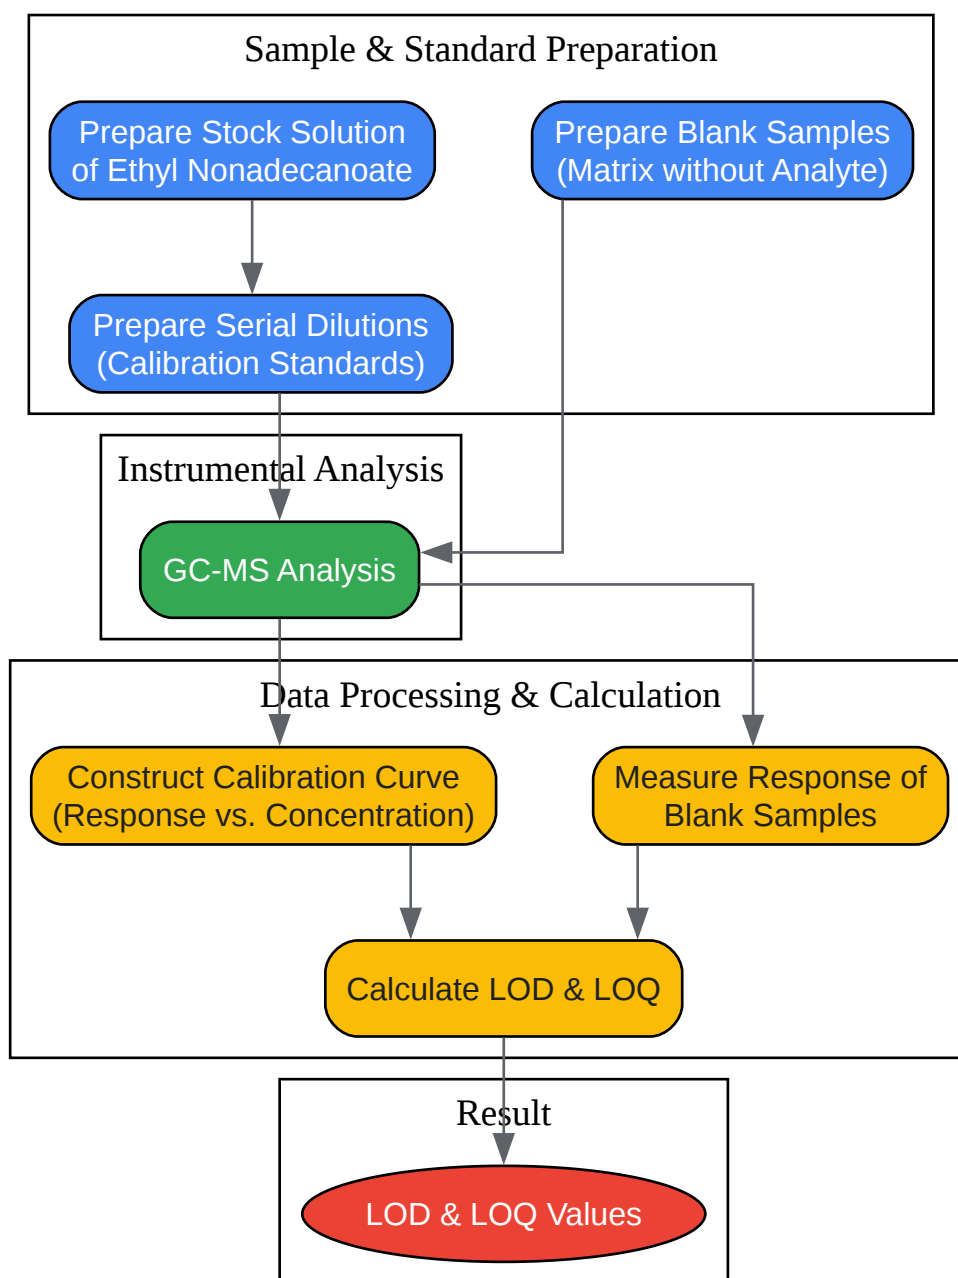 Sample & Standard Preparation
Prepare Stock Solution
of Ethyl Nonadecanoate
Prepare Blank Samples
(Matrix without Analyte)
Prepare Serial Dilutions
(Calibration Standards)
Instrumental Analysis
GC-MS Analysis
Data Processing & Calculation
Construct Calibration Curve
(Response vs. Concentration)
Measure Response of
Blank Samples
Calculate LOD & LOQ
Result
LOD & LOQ Values